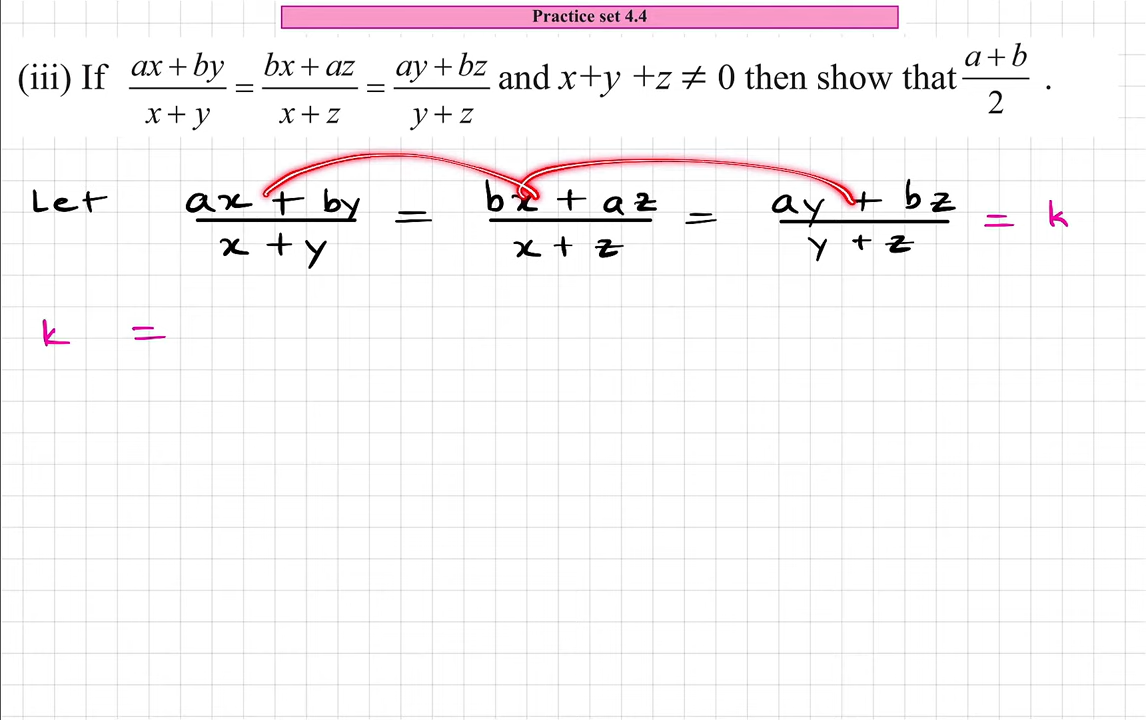 Practice set 4.4
(iii) If (ax + by)/(x + y) = (bx + az)/(x + z) = (ay + bz)/(y + z) and x+y +z ≠ 0 then show that (a + b)/2 .
Let (ax + by)/(x + y) = (bx + az)/(x + z) = (ay + bz)/(y + z) = k
k =